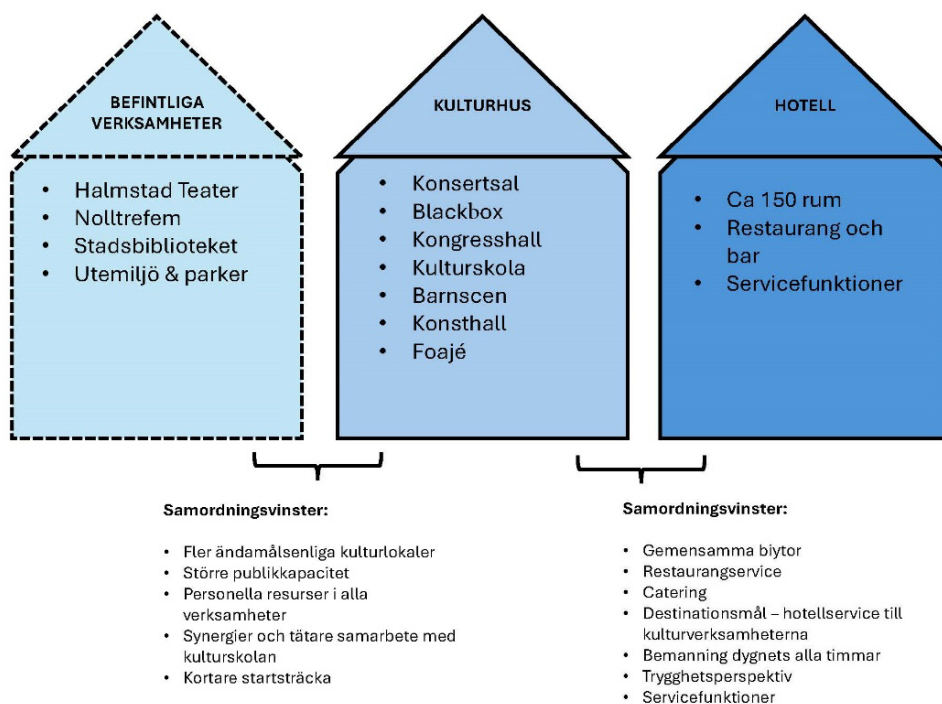 BEFINTLIGA
VERKSAMHETER
• Halmstad Teater
• Nolltrefem
• Stadsbiblioteket
• Utemiljö & parker
KULTURHUS
• Konsertsal
• Blackbox
• Kongresshall
• Kulturskola
• Barnscen
• Konsthall
• Foajé
HOTELL
• Ca 150 rum
• Restaurang och
bar
• Servicefunktioner
Samordningsvinster:
• Fler ändamålsenliga kulturlokaler
• Större publikkapacitet
• Personella resurser i alla
verksamheter
• Synergier och tätare samarbete med
kulturskolan
• Kortare startsträcka
Samordningsvinster:
• Gemensamma biytor
• Restaurangservice
• Catering
• Destinationsmål – hotellservice till
kulturverksamheterna
• Bemanning dygnets alla timmar
• Trygghetsperspektiv
• Servicefunktioner